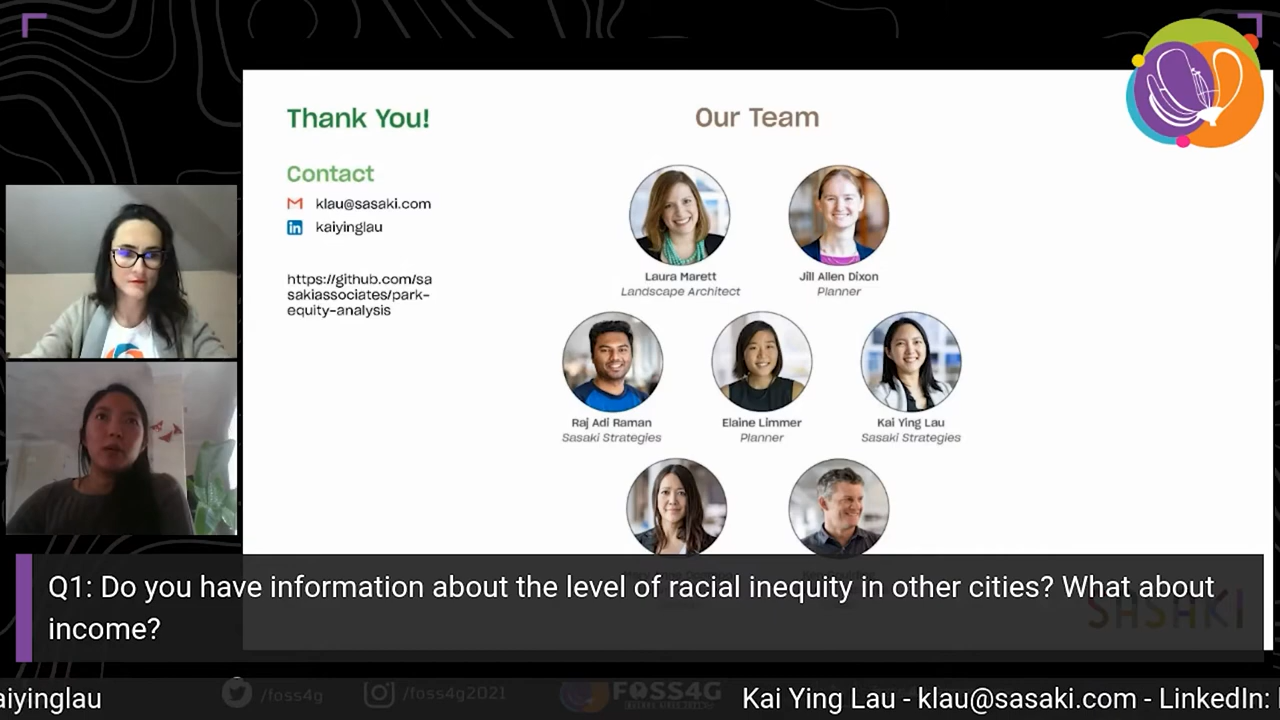 Thank You!
Our Team
Contact
klau@sasaki.com
kaiyinglau
https://github.com/sa
sakiassociates/park-
equity-analysis
Laura Marett
Landscape Architect
Jill Allen Dixon
Planner
Raj Adi Raman
Sasaki Strategies
Elaine Limmer
Planner
Kai Ying Lau
Sasaki Strategies
Q1: Do you have information about the level of racial inequity in other cities? What about
income?
SASAKI
/foss4g
/foss4g2021
FOSS4G
aiyinglau
Kai Ying Lau - klau@sasaki.com - LinkedIn: